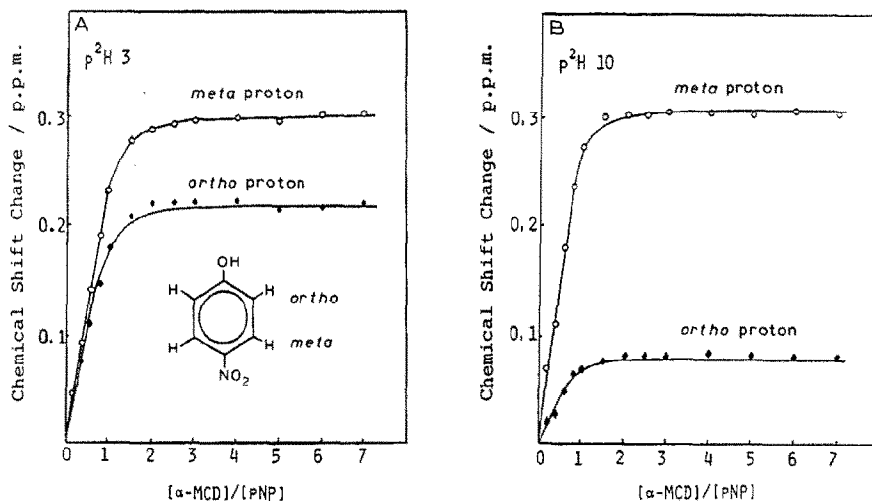 A
p²H 3
Chemical Shift Change / p.p.m.
0.3
0.2
0.1
meta proton
ortho proton
OH
H
H
ortho
H
H
meta
NO₂
0 1 2 3 4 5 6 7
[α-MCD]/[pNP]
B
p²H 10
Chemical Shift Change / p.p.m.
0.3
0.2
0.1
meta proton
ortho proton
0 1 2 3 4 5 6 7
[α-MCD]/[pNP]